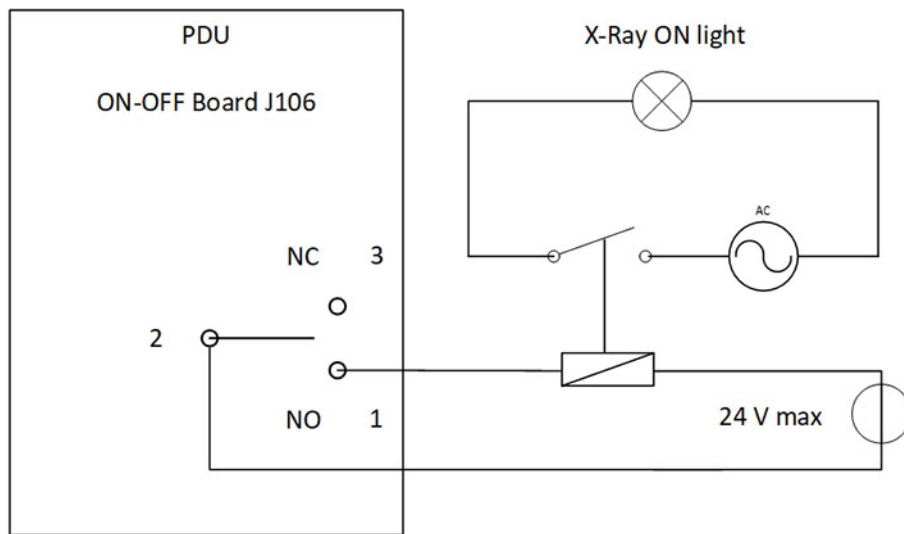 PDU
X-Ray ON light
ON-OFF Board J106
AC
NC 3
2
24 V max
NO 1